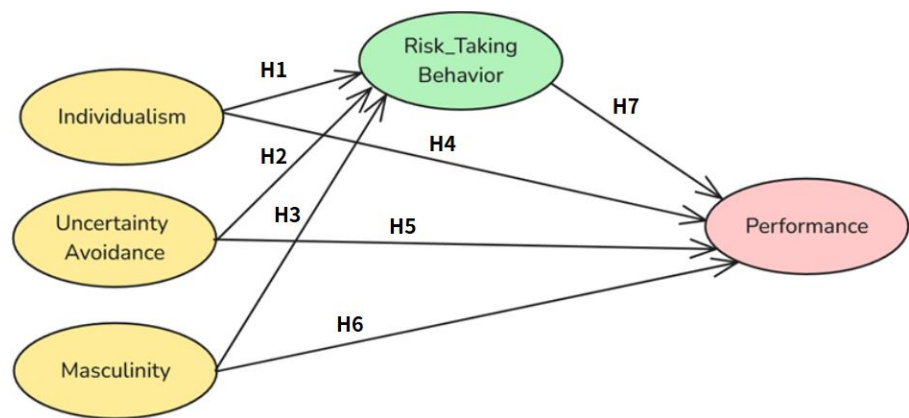 Risk_Taking
Behavior
H1
H7
Individualism
H4
H2
H3
Uncertainty
Avoidance
H5
Performance
H6
Masculinity